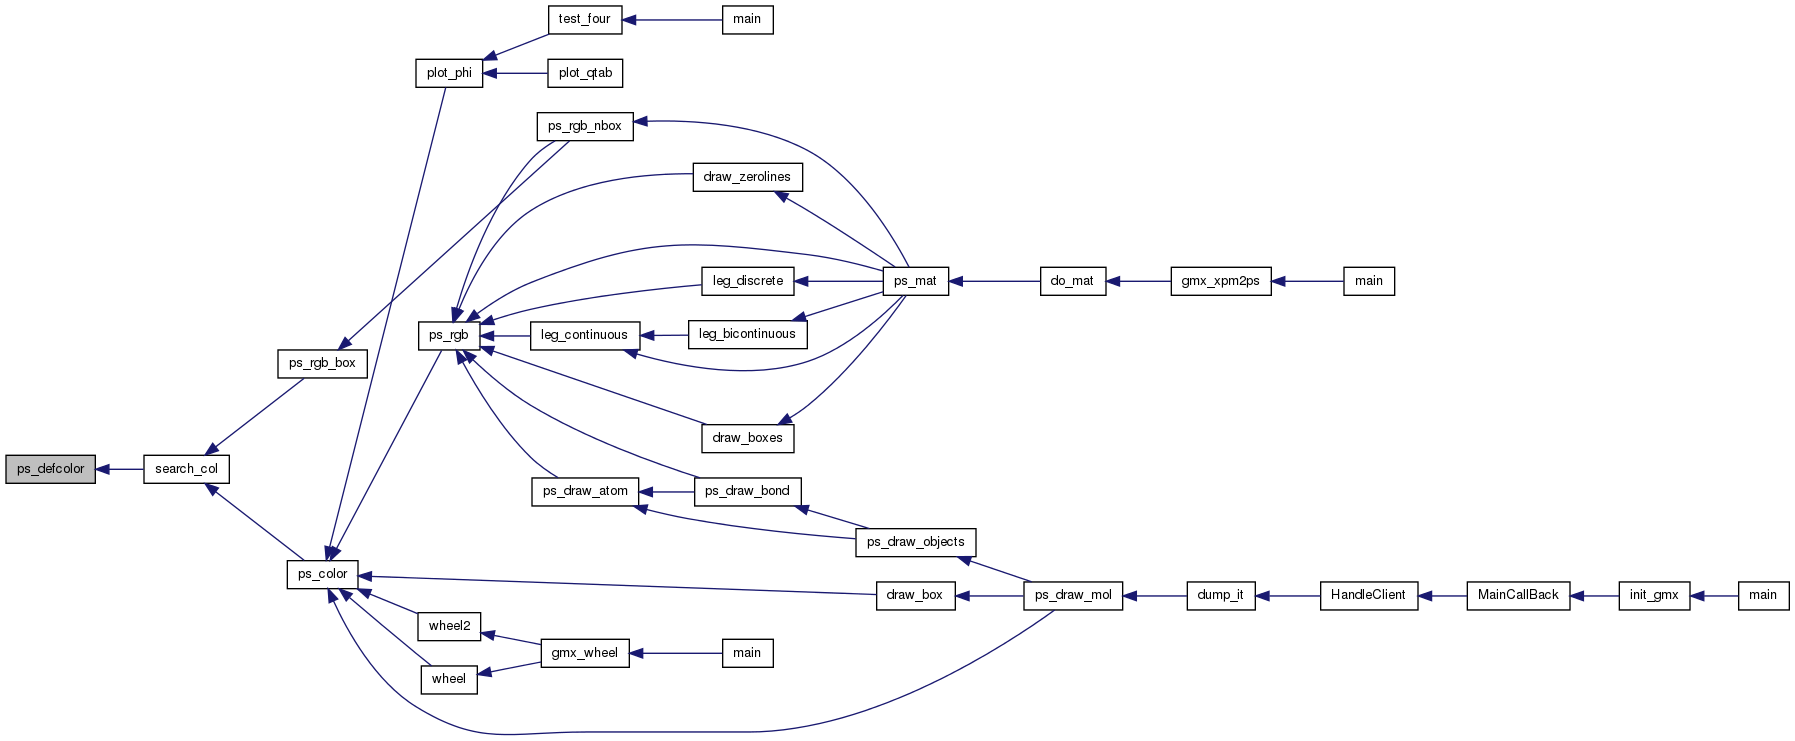 test_four
main
plot_phi
plot_qtab
ps_rgb_nbox
draw_zerolines
leg_discrete
ps_mat
do_mat
gmx_xpm2ps
main
ps_rgb
leg_continuous
leg_bicontinuous
ps_rgb_box
draw_boxes
ps_defcolor
search_col
ps_draw_atom
ps_draw_bond
ps_draw_objects
ps_color
draw_box
ps_draw_mol
dump_it
HandleClient
MainCallBack
init_gmx
main
wheel2
gmx_wheel
main
wheel